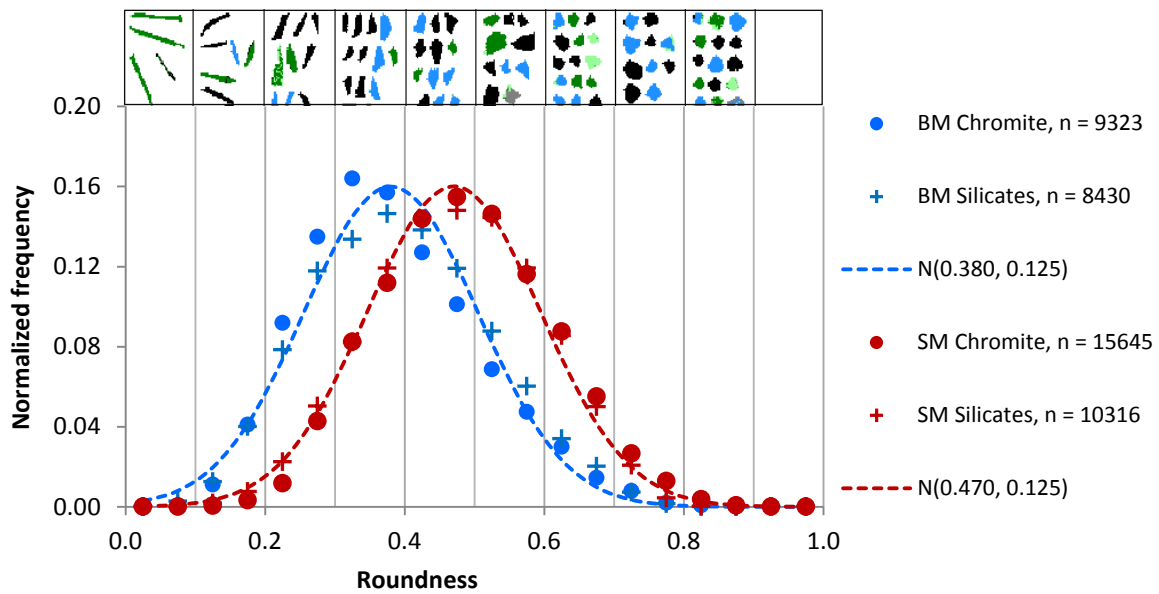 0.20
0.16
0.12
0.08
0.04
0.00
Normalized frequency
0.0 0.2 0.4 0.6 0.8 1.0
Roundness
BM Chromite, n = 9323
BM Silicates, n = 8430
N(0.380, 0.125)
SM Chromite, n = 15645
SM Silicates, n = 10316
N(0.470, 0.125)